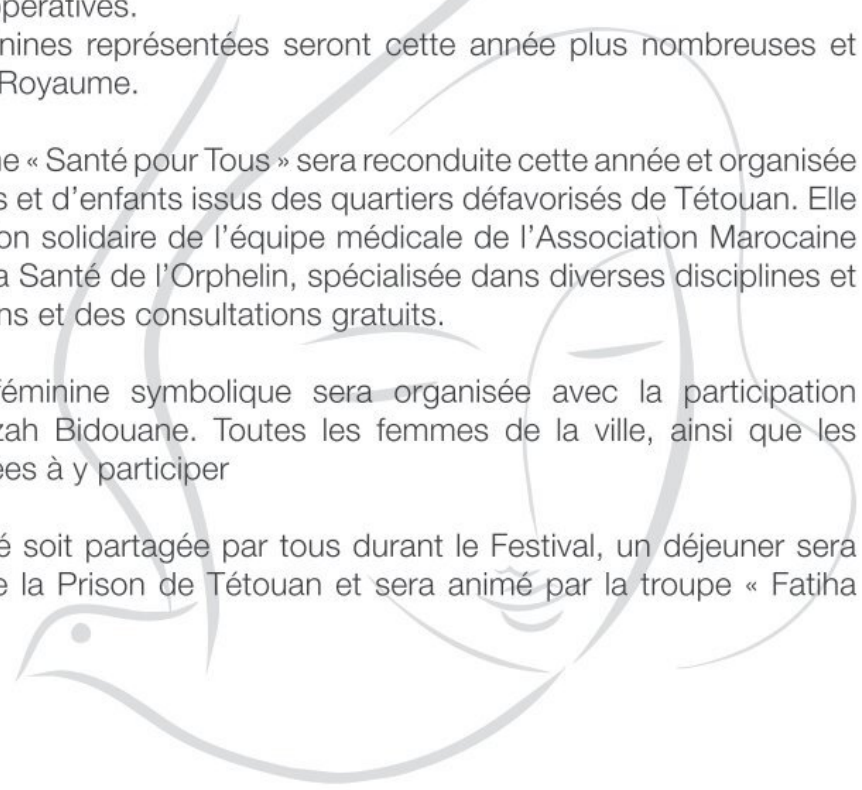 opératives.
nines représentées seront cette année plus nombreuses et
Royaume.
ne « Santé pour Tous » sera reconduite cette année et organisée
s et d'enfants issus des quartiers défavorisés de Tétouan. Elle
on solidaire de l'équipe médicale de l'Association Marocaine
a Santé de l'Orphelin, spécialisée dans diverses disciplines et
ns et des consultations gratuits.
féminine symbolique sera organisée avec la participation
zah Bidouane. Toutes les femmes de la ville, ainsi que les
ées à y participer
é soit partagée par tous durant le Festival, un déjeuner sera
e la Prison de Tétouan et sera animé par la troupe « Fatiha